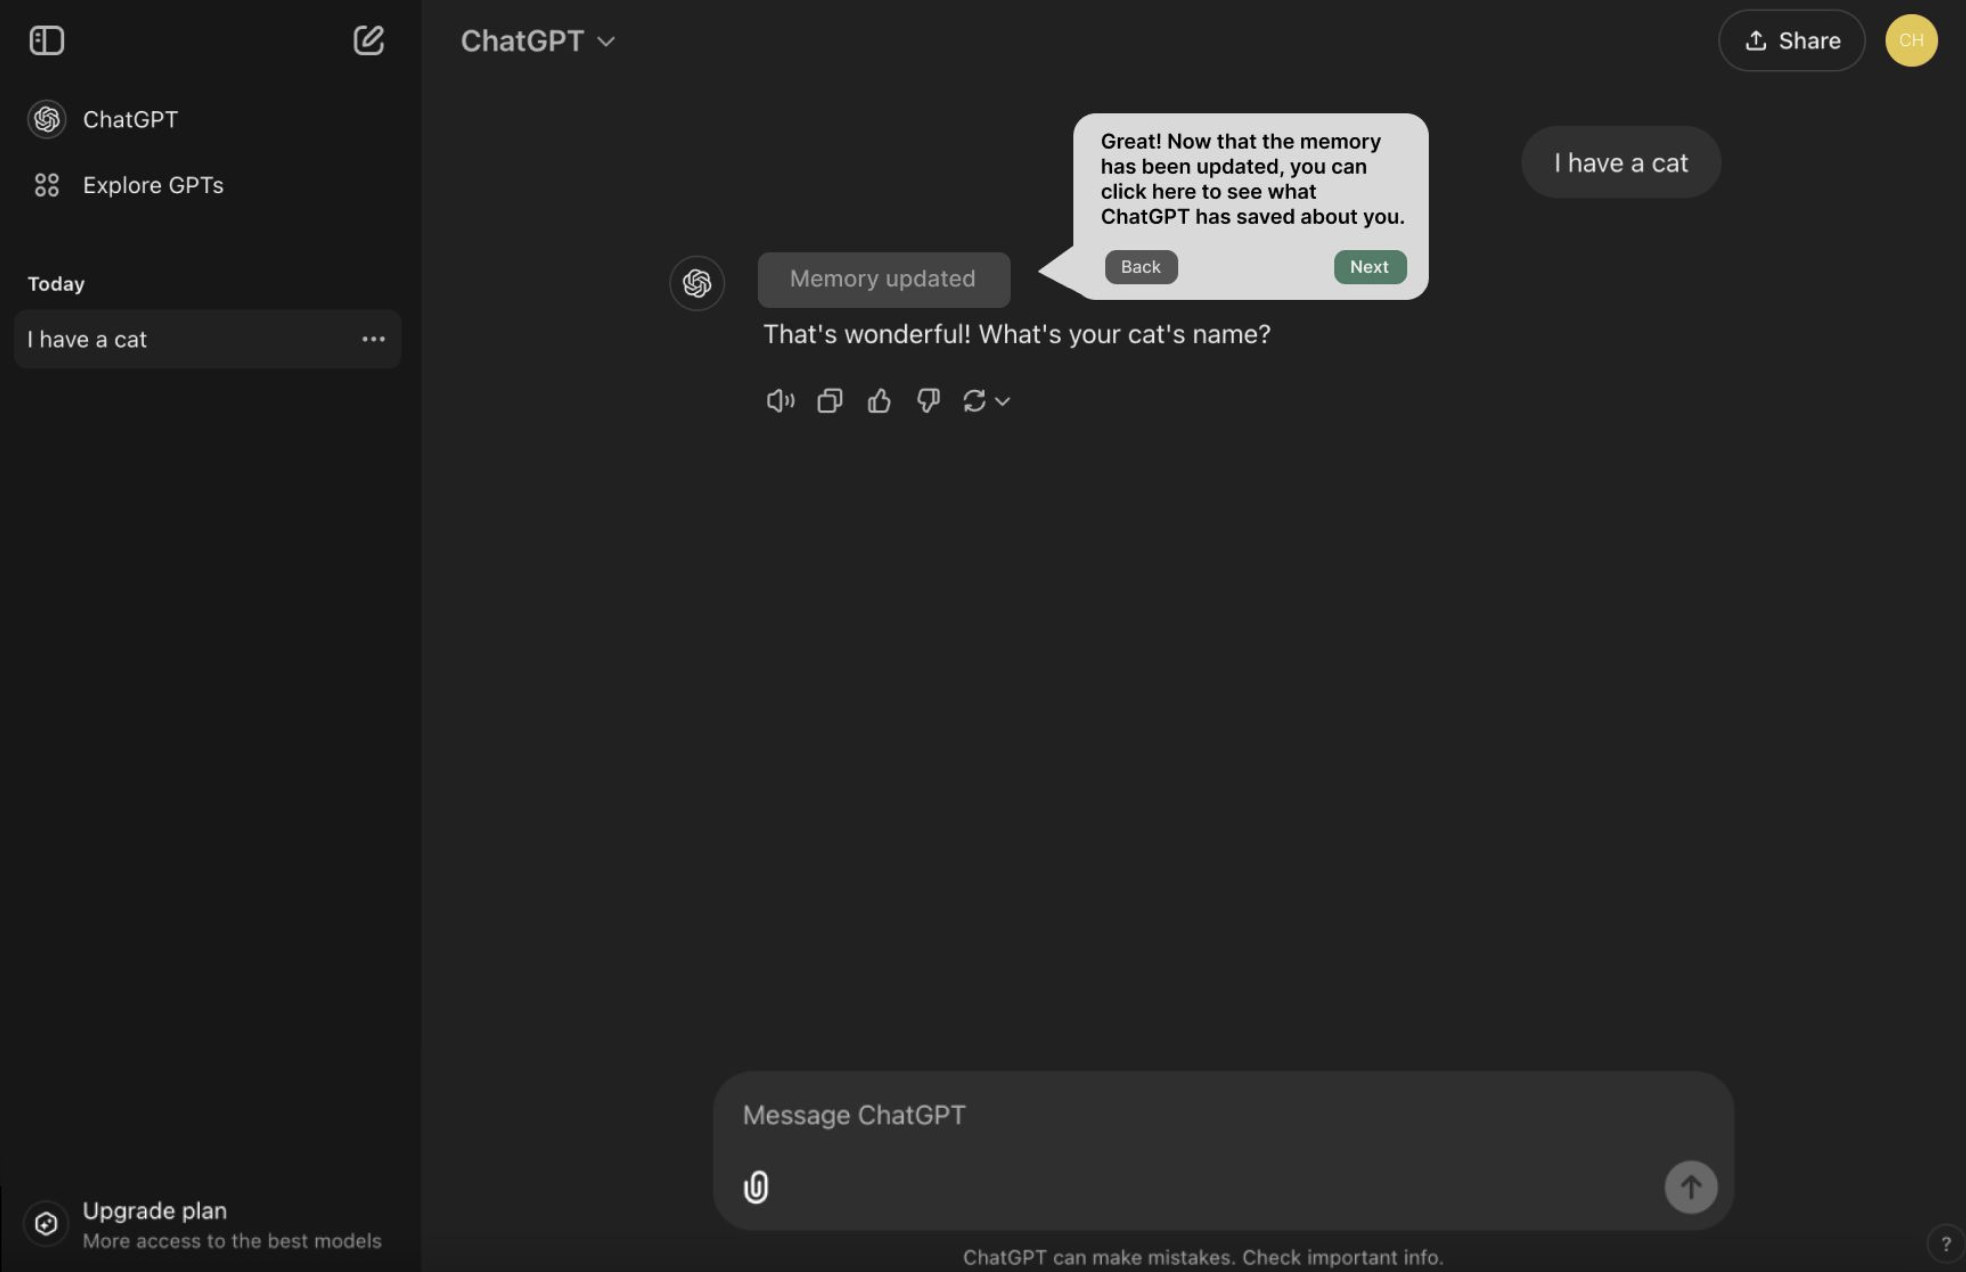 ChatGPT
Explore GPTs
Today
I have a cat
Upgrade plan
More access to the best models
ChatGPT
Share
CH
I have a cat
Great! Now that the memory
has been updated, you can
click here to see what
ChatGPT has saved about you.
Back
Next
Memory updated
That's wonderful! What's your cat's name?
Message ChatGPT
ChatGPT can make mistakes. Check important info.
?